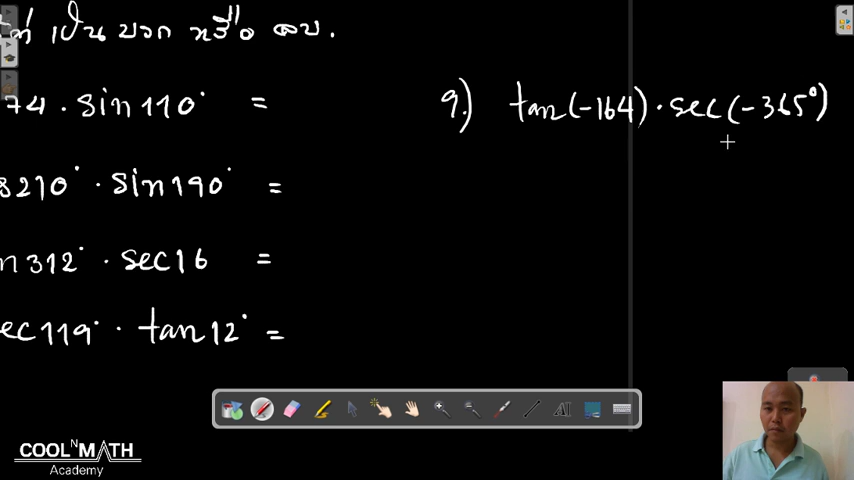 เป็น บวก หรือ ลบ.
74 · sin 110° =
210° · sin 190° =
312° · sec 16 =
ec 119° · tan 12° =
9.) tan(-164) · sec(-365°)
COOL N MATH
Academy